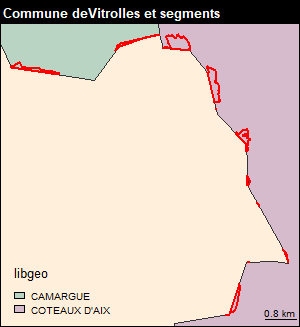 Commune deVitrolles et segments
libgeo
CAMARGUE
COTEAUX D'AIX
0.8 km